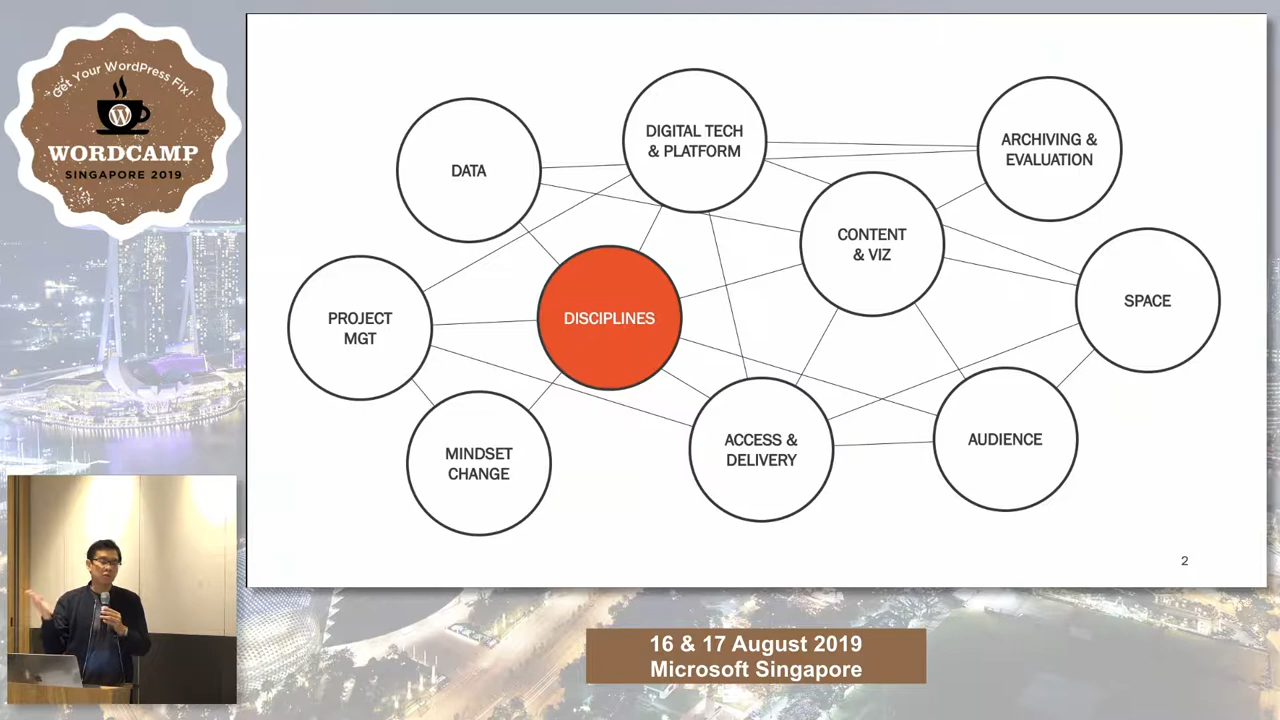 Get Your WordPress Fix!
WORDCAMP
SINGAPORE 2019
DATA
DIGITAL TECH
& PLATFORM
ARCHIVING &
EVALUATION
CONTENT
& VIZ
SPACE
PROJECT
MGT
DISCIPLINES
MINDSET
CHANGE
ACCESS &
DELIVERY
AUDIENCE
2
16 & 17 August 2019
Microsoft Singapore